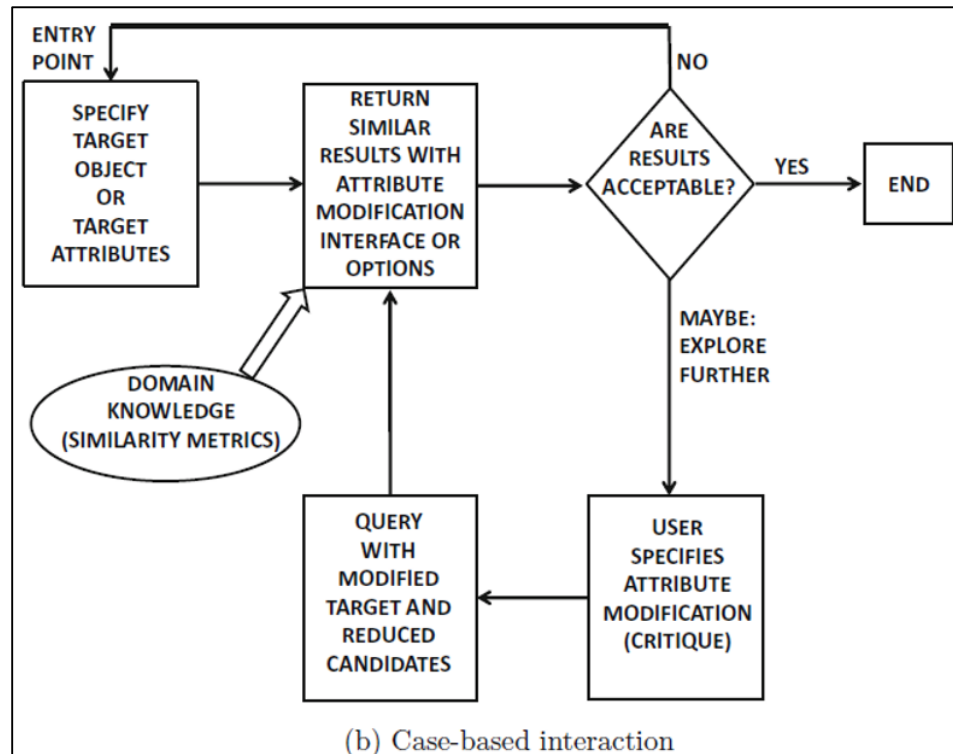 ENTRY
POINT
NO
SPECIFY
TARGET
OBJECT
OR
TARGET
ATTRIBUTES
RETURN
SIMILAR
RESULTS WITH
ATTRIBUTE
MODIFICATION
INTERFACE OR
OPTIONS
ARE
RESULTS
ACCEPTABLE?
YES
END
MAYBE:
EXPLORE
FURTHER
DOMAIN
KNOWLEDGE
(SIMILARITY METRICS)
QUERY
WITH
MODIFIED
TARGET AND
REDUCED
CANDIDATES
USER
SPECIFIES
ATTRIBUTE
MODIFICATION
(CRITIQUE)
(b) Case-based interaction